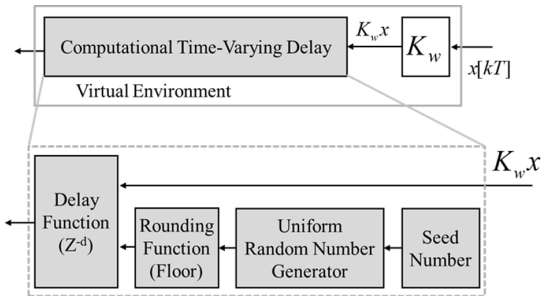 Computational Time-Varying Delay
K_w x
K_w
x[kT]
Virtual Environment
K_w x
Delay
Function
(Z^-d)
Rounding
Function
(Floor)
Uniform
Random Number
Generator
Seed
Number